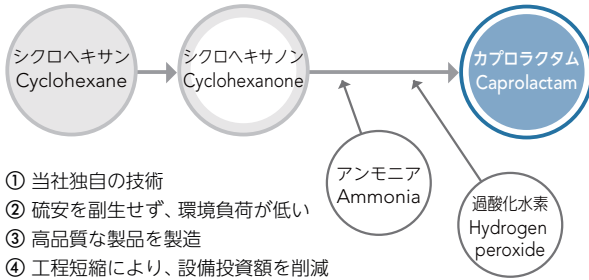 シクロヘキサン
Cyclohexane
シクロヘキサノン
Cyclohexanone
カプロラクタム
Caprolactam
アンモニア
Ammonia
過酸化水素
Hydrogen
peroxide
① 当社独自の技術
② 硫安を副生せず、環境負荷が低い
③ 高品質な製品を製造
④ 工程短縮により、設備投資額を削減